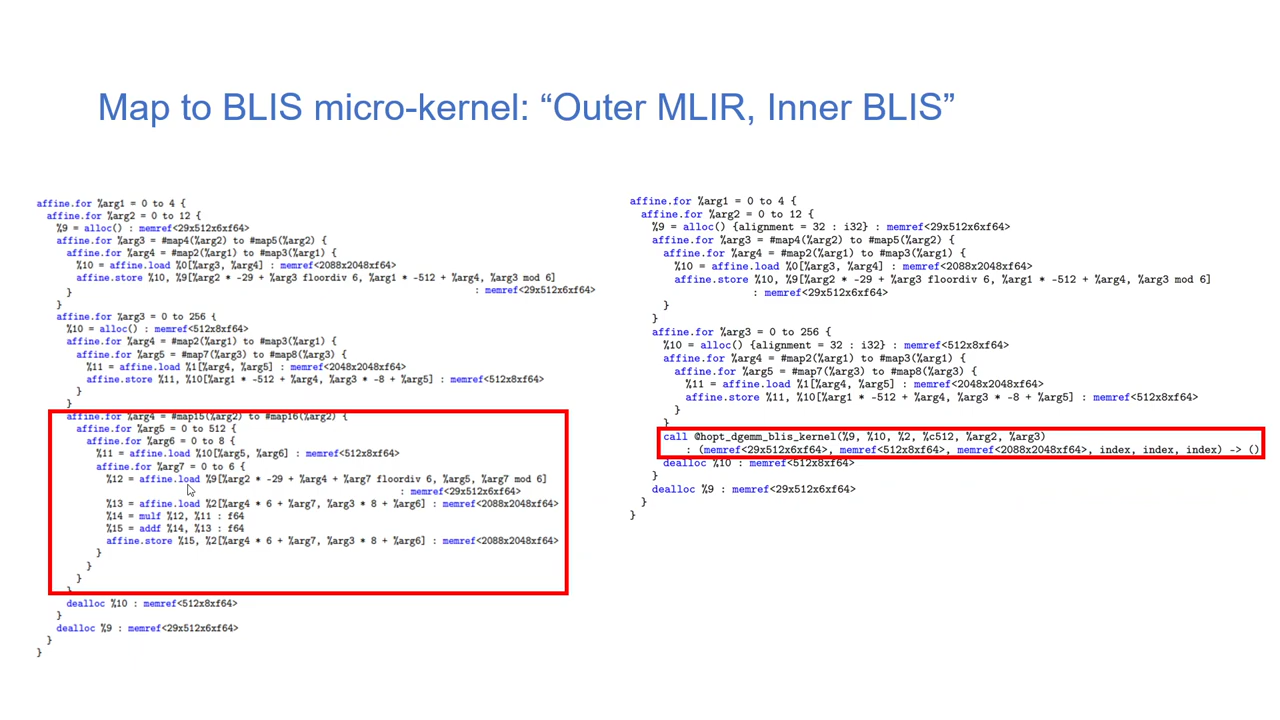 Map to BLIS micro-kernel: “Outer MLIR, Inner BLIS”
affine.for %arg1 = 0 to 4 {
affine.for %arg2 = 0 to 12 {
%9 = alloc() : memref<29x512x6xf64>
affine.for %arg3 = #map4(%arg2) to #map5(%arg2) {
affine.for %arg4 = #map2(%arg1) to #map3(%arg1) {
%10 = affine.load %0[%arg3, %arg4] : memref<2088x2048xf64>
affine.store %10, %9[%arg2 * -29 + %arg3 floordiv 6, %arg1 * -512 + %arg4, %arg3 mod 6]
: memref<29x512x6xf64>
}
}
affine.for %arg3 = 0 to 256 {
%10 = alloc() : memref<512x8xf64>
affine.for %arg4 = #map2(%arg1) to #map3(%arg1) {
affine.for %arg5 = #map7(%arg3) to #map8(%arg3) {
%11 = affine.load %1[%arg4, %arg5] : memref<2048x2048xf64>
affine.store %11, %10[%arg1 * -512 + %arg4, %arg3 * -8 + %arg5] : memref<512x8xf64>
}
}
affine.for %arg4 = #map15(%arg2) to #map16(%arg2) {
affine.for %arg5 = 0 to 512 {
affine.for %arg6 = 0 to 8 {
%11 = affine.load %10[%arg5, %arg6] : memref<512x8xf64>
affine.for %arg7 = 0 to 6 {
%12 = affine.load %9[%arg2 * -29 + %arg4 + %arg7 floordiv 6, %arg5, %arg7 mod 6]
: memref<29x512x6xf64>
%13 = affine.load %2[%arg4 * 6 + %arg7, %arg3 * 8 + %arg6] : memref<2088x2048xf64>
%14 = mulf %12, %11 : f64
%15 = addf %14, %13 : f64
affine.store %15, %2[%arg4 * 6 + %arg7, %arg3 * 8 + %arg6] : memref<2088x2048xf64>
}
}
}
}
dealloc %10 : memref<512x8xf64>
}
dealloc %9 : memref<29x512x6xf64>
}
}
affine.for %arg1 = 0 to 4 {
affine.for %arg2 = 0 to 12 {
%9 = alloc() {alignment = 32 : i32} : memref<29x512x6xf64>
affine.for %arg3 = #map4(%arg2) to #map5(%arg2) {
affine.for %arg4 = #map2(%arg1) to #map3(%arg1) {
%10 = affine.load %0[%arg3, %arg4] : memref<2088x2048xf64>
affine.store %10, %9[%arg2 * -29 + %arg3 floordiv 6, %arg1 * -512 + %arg4, %arg3 mod 6]
: memref<29x512x6xf64>
}
}
affine.for %arg3 = 0 to 256 {
%10 = alloc() {alignment = 32 : i32} : memref<512x8xf64>
affine.for %arg4 = #map2(%arg1) to #map3(%arg1) {
affine.for %arg5 = #map7(%arg3) to #map8(%arg3) {
%11 = affine.load %1[%arg4, %arg5] : memref<2048x2048xf64>
affine.store %11, %10[%arg1 * -512 + %arg4, %arg3 * -8 + %arg5] : memref<512x8xf64>
}
}
call @hopt_dgemm_blis_kernel(%9, %10, %2, %c512, %arg2, %arg3)
: (memref<29x512x6xf64>, memref<512x8xf64>, memref<2088x2048xf64>, index, index, index) -> ()
dealloc %10 : memref<512x8xf64>
}
dealloc %9 : memref<29x512x6xf64>
}
}